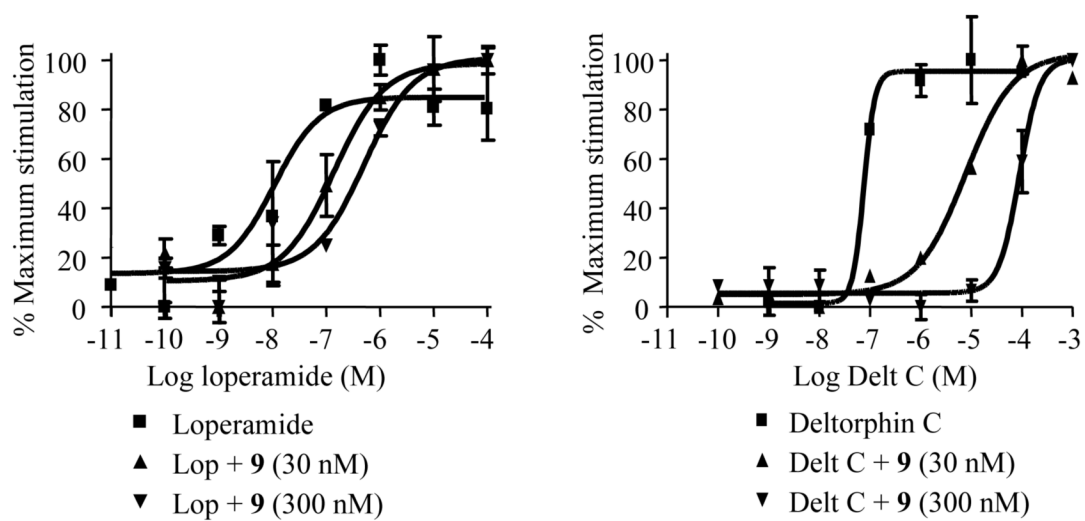 % Maximum stimulation
100
80
60
40
20
0
-11 -10 -9 -8 -7 -6 -5 -4
Log loperamide (M)
Loperamide
Lop + 9 (30 nM)
Lop + 9 (300 nM)
% Maximum stimulation
100
80
60
40
20
0
-11 -10 -9 -8 -7 -6 -5 -4 -3
Log Delt C (M)
Deltorphin C
Delt C + 9 (30 nM)
Delt C + 9 (300 nM)